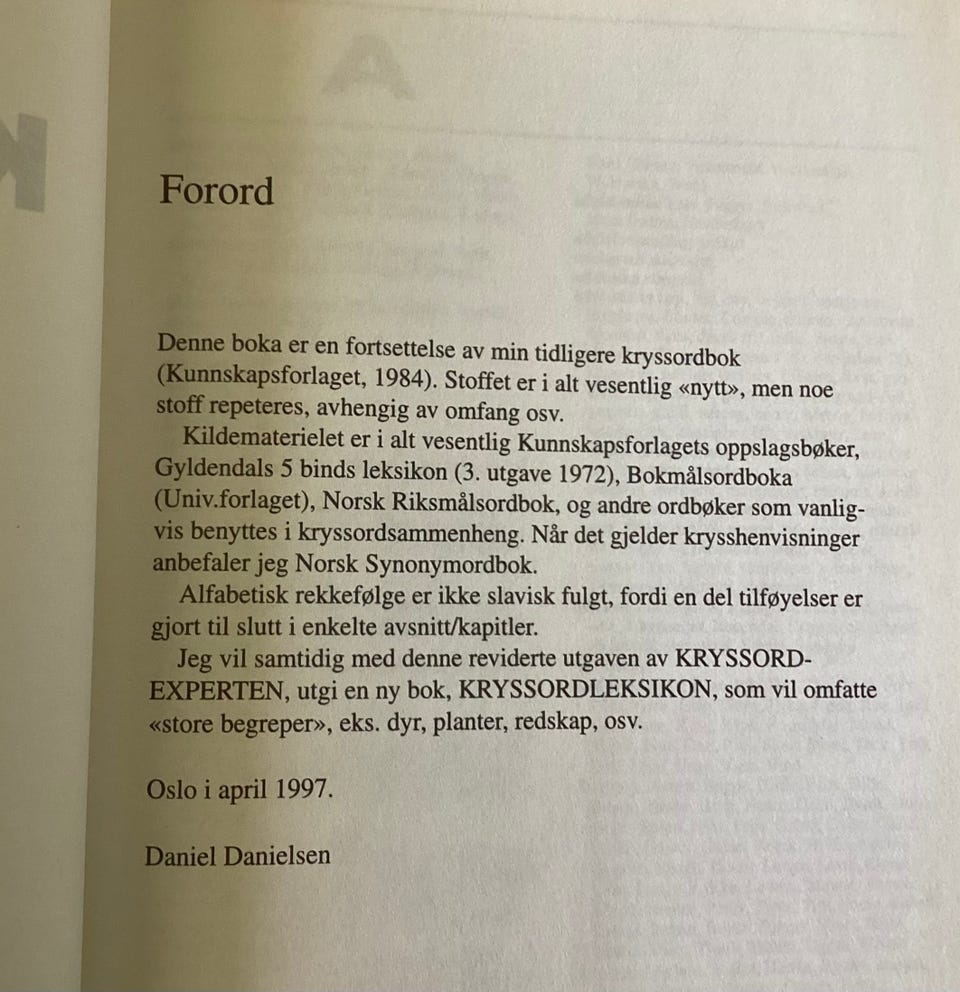 Forord
Denne boka er en fortsettelse av min tidligere kryssordbok
(Kunnskapsforlaget, 1984). Stoffet er i alt vesentlig «nytt», men noe
stoff repeteres, avhengig av omfang osv.
Kildematerielet er i alt vesentlig Kunnskapsforlagets oppslagsbøker,
Gyldendals 5 binds leksikon (3. utgave 1972), Bokmålsordboka
(Univ.forlaget), Norsk Riksmålsordbok, og andre ordbøker som vanlig-
vis benyttes i kryssordsammenheng. Når det gjelder krysshenvisninger
anbefaler jeg Norsk Synonymordbok.
Alfabetisk rekkefølge er ikke slavisk fulgt, fordi en del tilføyelser er
gjort til slutt i enkelte avsnitt/kapitler.
Jeg vil samtidig med denne reviderte utgaven av KRYSSORD-
EXPERTEN, utgi en ny bok, KRYSSORDLEKSIKON, som vil omfatte
«store begreper», eks. dyr, planter, redskap, osv.
Oslo i april 1997.
Daniel Danielsen